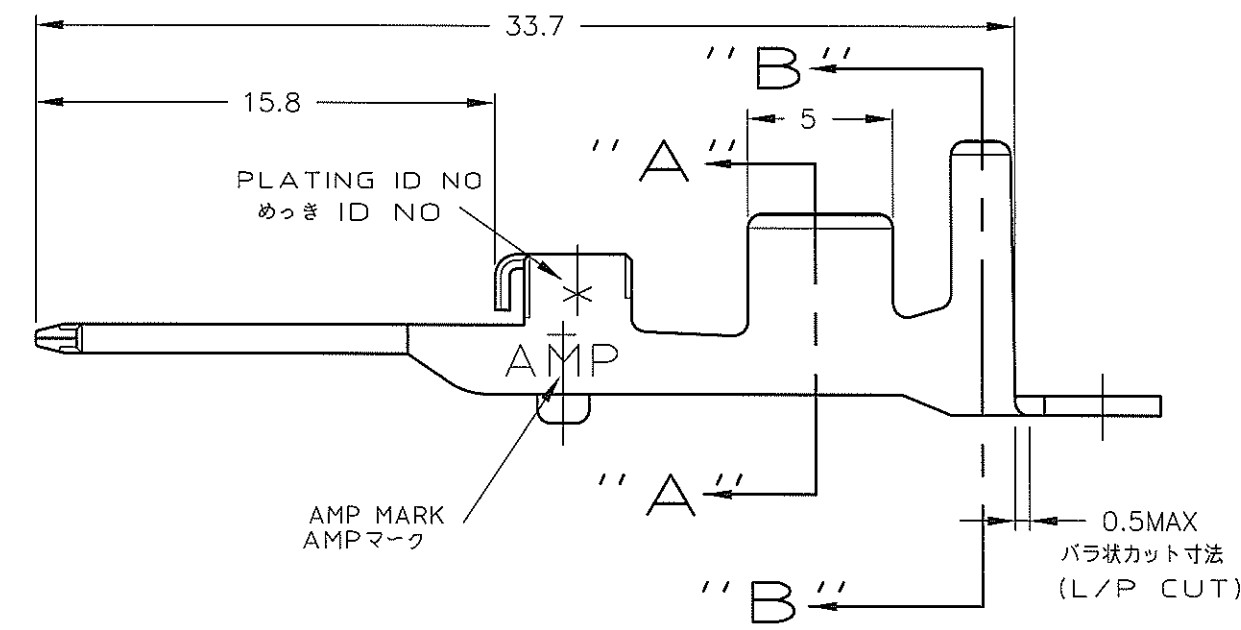 33.7
"B"
15.8
5
"A"
PLATING ID NO
めっき ID NO
AMP
"A"
AMP MARK
AMPマーク
0.5MAX
バラ状カット寸法
(L/P CUT)
"B"